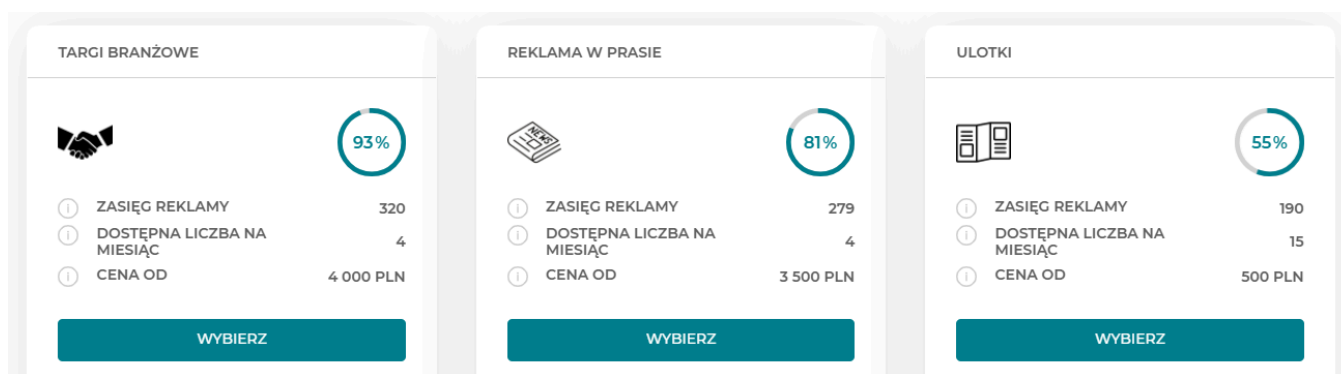 TARGI BRANŻOWE
93%
ZASIĘG REKLAMY 320
DOSTĘPNA LICZBA NA
MIESIĄC 4
CENA OD 4 000 PLN
WYBIERZ
REKLAMA W PRASIE
NEWS
81%
ZASIĘG REKLAMY 279
DOSTĘPNA LICZBA NA
MIESIĄC 4
CENA OD 3 500 PLN
WYBIERZ
ULOTKI
55%
ZASIĘG REKLAMY 190
DOSTĘPNA LICZBA NA
MIESIĄC 15
CENA OD 500 PLN
WYBIERZ